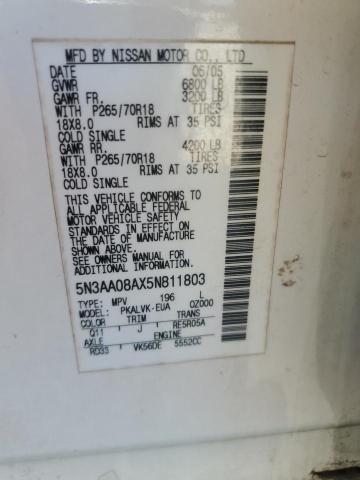 MFD BY NISSAN MOTOR CO., LTD
DATE 06/05
GVWR 6800 LB
GAWR FR. 3200 LB
WITH P265/70R18 TIRES
18X8.0 RIMS AT 35 PSI
COLD SINGLE
GAWR RR. 4200 LB
WITH P265/70R18 TIRES
18X8.0 RIMS AT 35 PSI
COLD SINGLE
THIS VEHICLE CONFORMS TO
ALL APPLICABLE FEDERAL
MOTOR VEHICLE SAFETY
STANDARDS IN EFFECT ON
THE DATE OF MANUFACTURE
SHOWN ABOVE. SEE OWNER'S
MANUAL FOR
ADDITIONAL INFORMATION
5N3AA08AX5N811803
TYPE: MPV 196 L
MODEL: PKALVK-EUA 0Z000
COLOR TRIM TRANS
Q11 J RE5R05A
AXLE ENGINE
RD33 VK56DE 5552CC